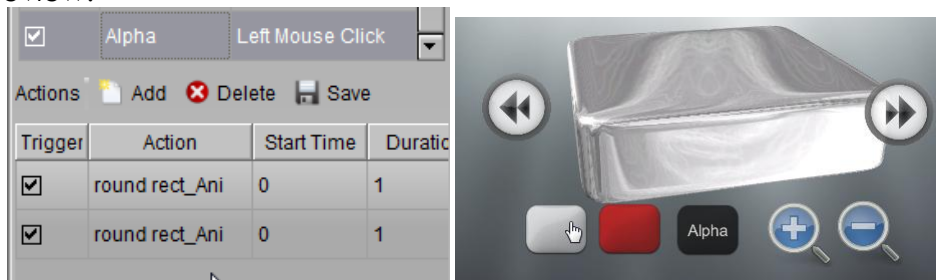 Alpha Left Mouse Click
Actions Add Delete Save
Trigger Action Start Time Duratic
round rect_Ani 0 1
round rect_Ani 0 1
Alpha